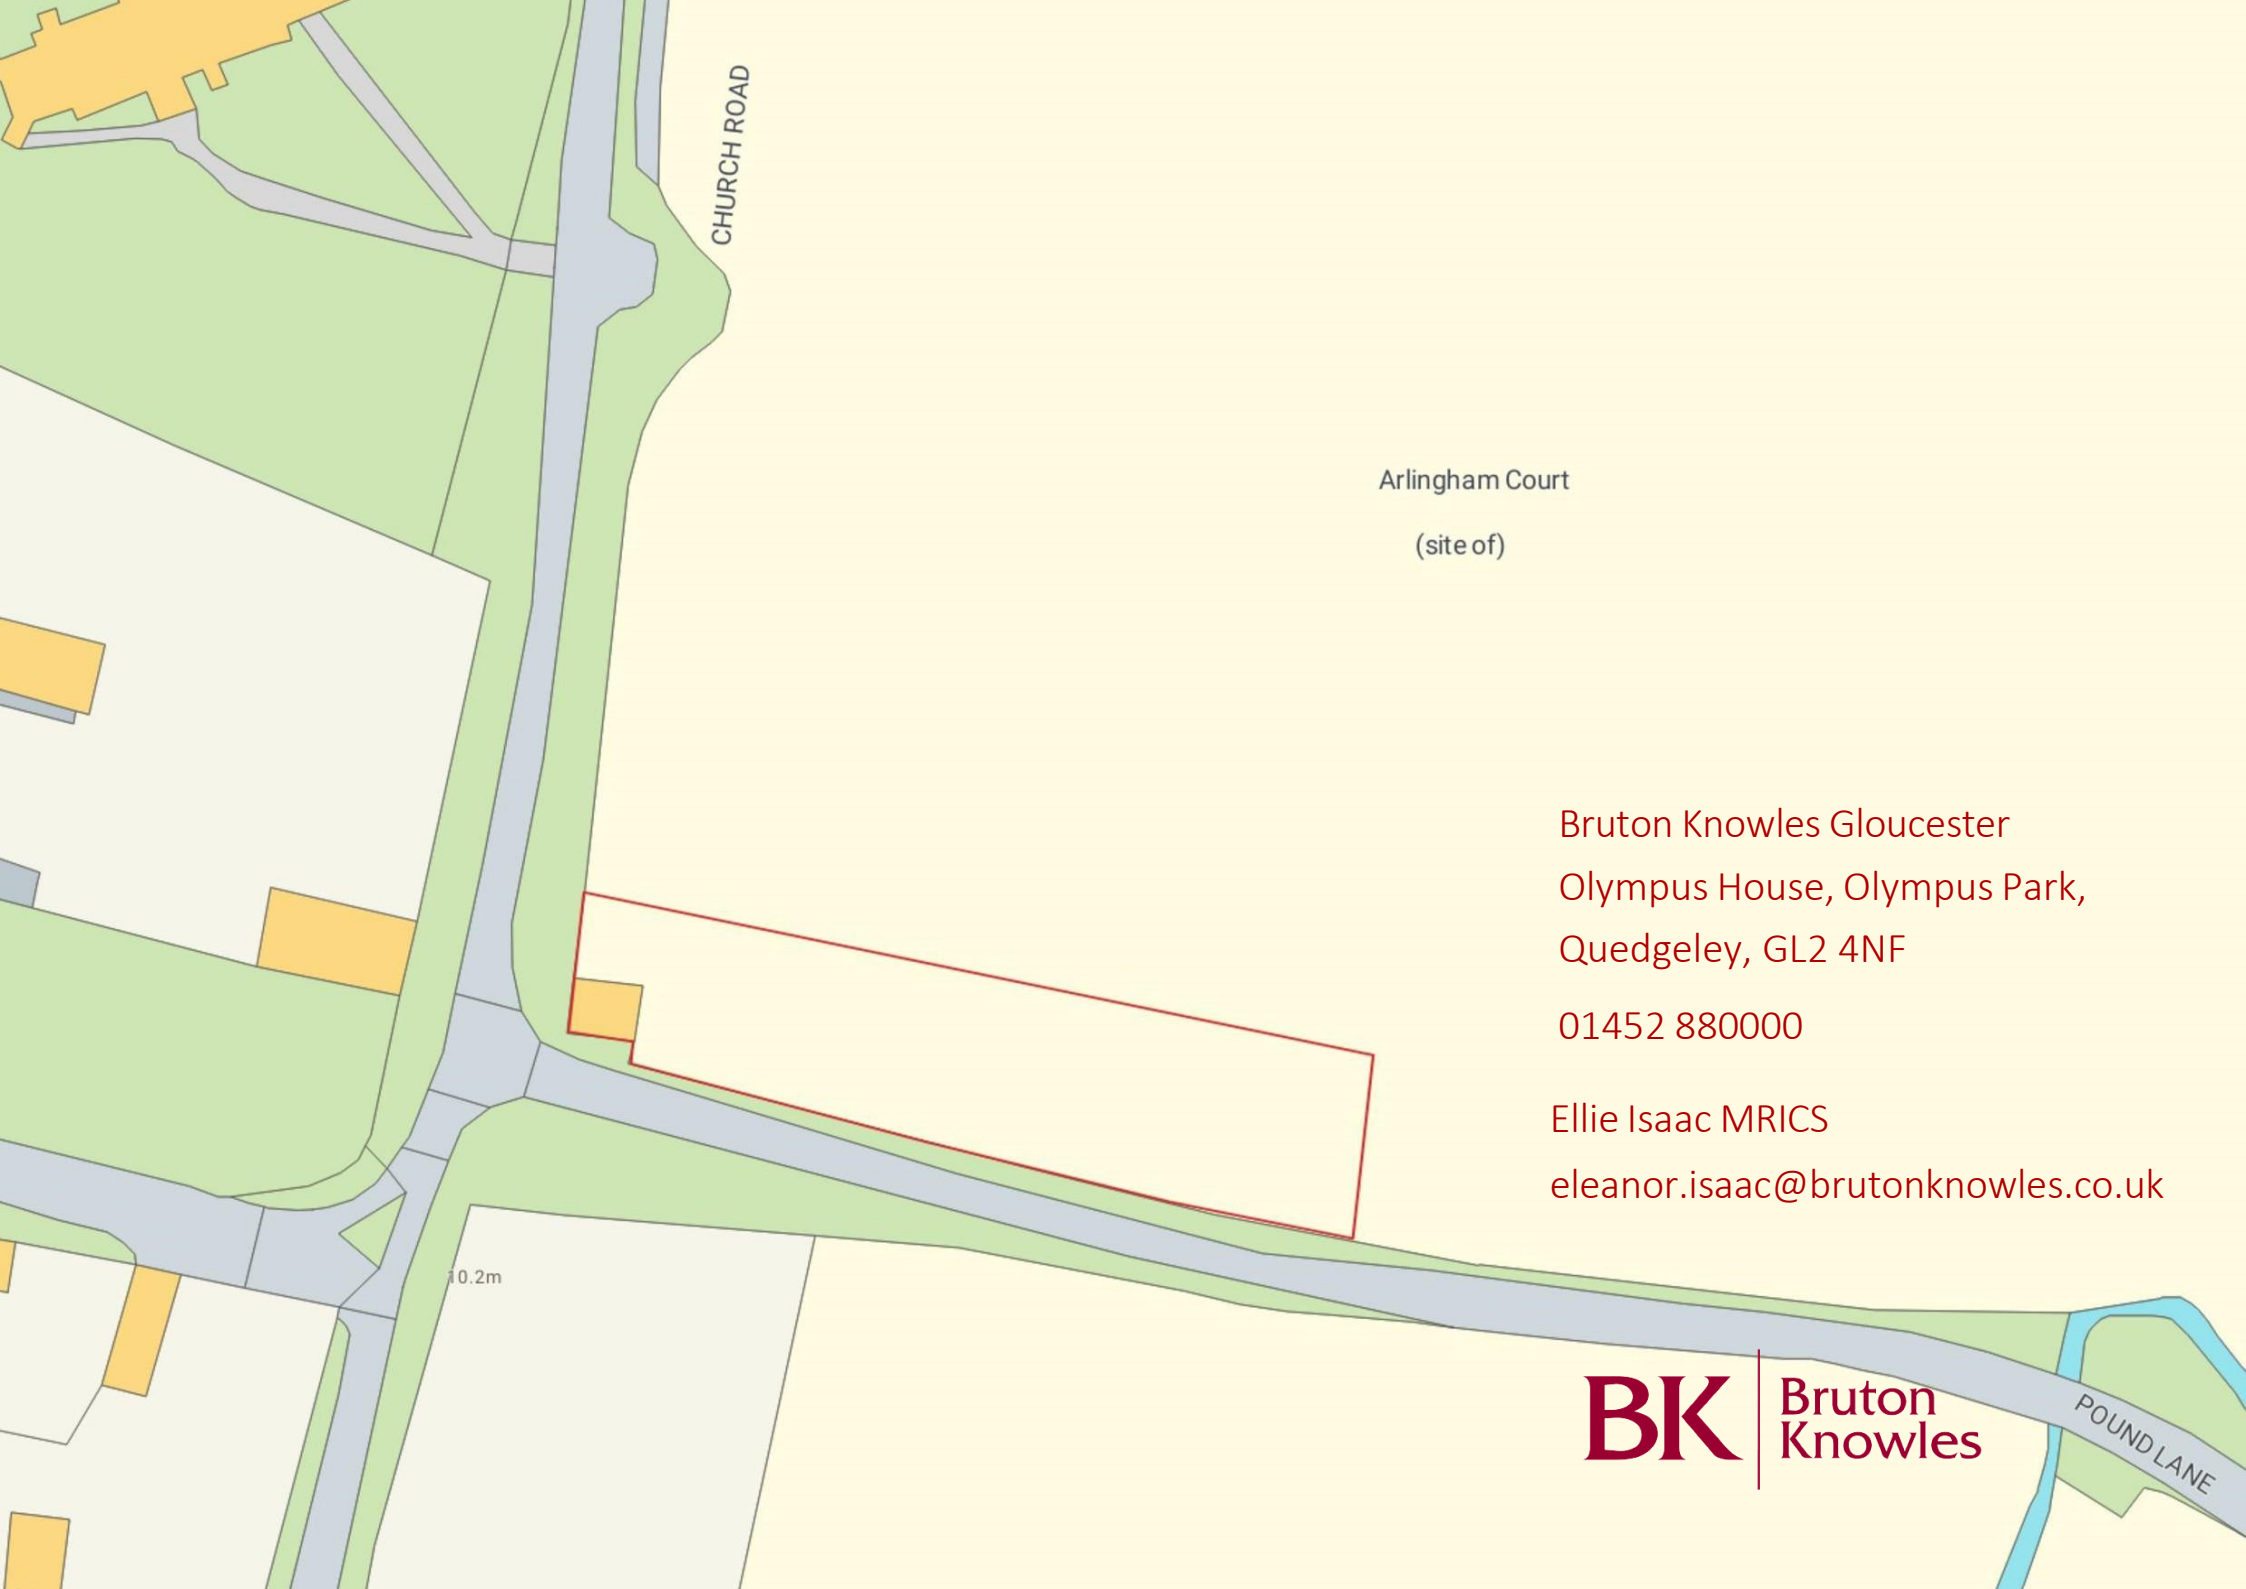 CHURCH ROAD
Arlingham Court
(site of)
Bruton Knowles Gloucester
Olympus House, Olympus Park,
Quedgeley, GL2 4NF
01452 880000
Ellie Isaac MRICS
eleanor.isaac@brutonknowles.co.uk
10.2m
BK
Bruton
Knowles
POUND LANE